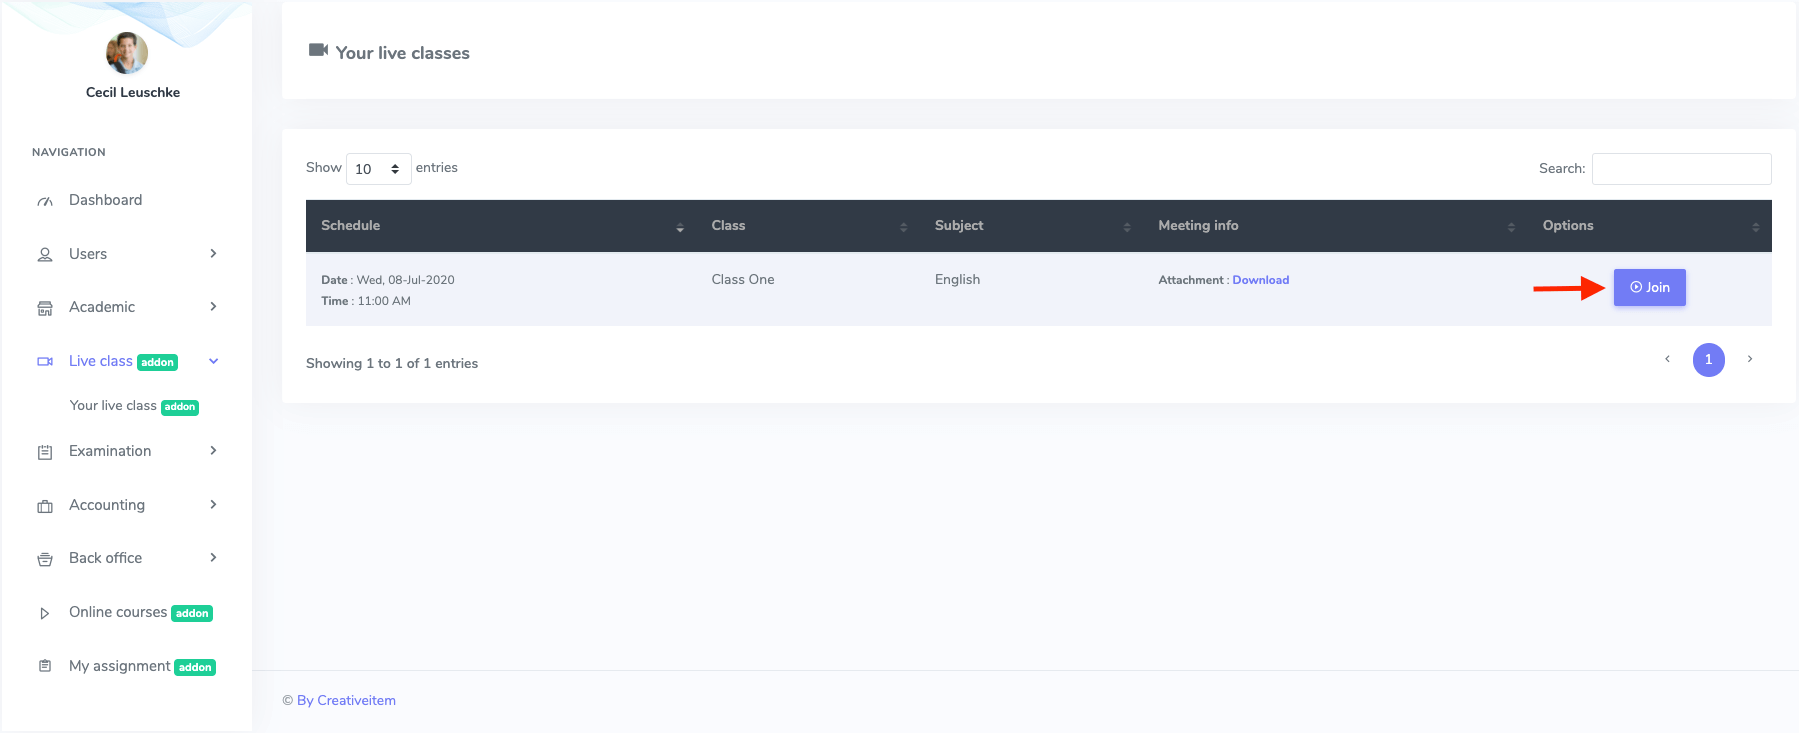 Cecil Leuschke
NAVIGATION
Dashboard
Users
Academic
Live class addon
Your live class addon
Examination
Accounting
Back office
Online courses addon
My assignment addon
Your live classes
Show 10 entries
Search:
Schedule Class Subject Meeting info Options
Date : Wed, 08-Jul-2020 Class One English Attachment : Download Join
Time : 11:00 AM
Showing 1 to 1 of 1 entries
‹ 1 ›
© By Creativeitem